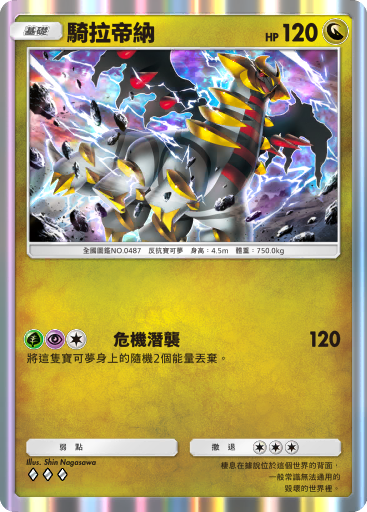 基礎 騎拉帝納 HP 120
全國圖鑑NO.0487 反抗寶可夢 身高：4.5m 體重：750.0kg
危機潛襲 120
將這隻寶可夢身上的隨機2個能量丟棄。
弱點 撤退
Illus. Shin Nagasawa
棲息在據說位於這個世界的背面，
一般常識無法通用的
毀壞的世界裡。